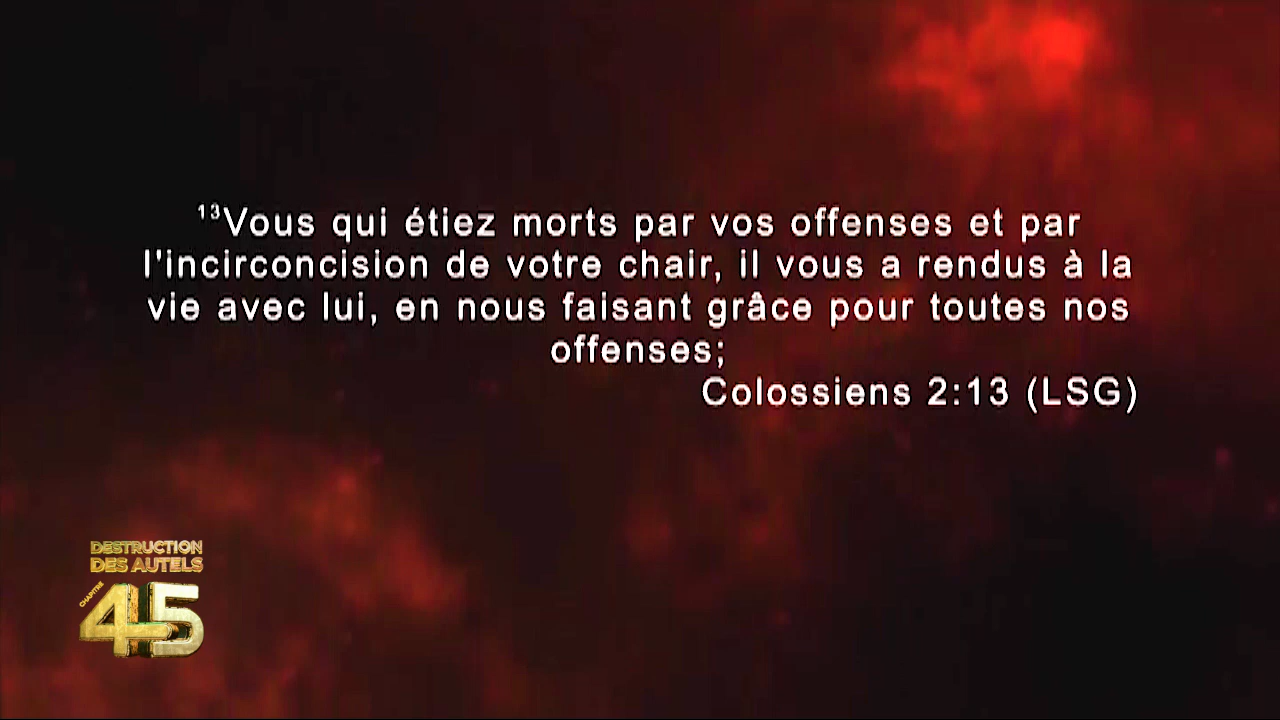 ¹³Vous qui étiez morts par vos offenses et par
l'incirconcision de votre chair, il vous a rendus à la
vie avec lui, en nous faisant grâce pour toutes nos
offenses;
Colossiens 2:13 (LSG)
DESTRUCTION
DES AUTELS
CHAPITRE
45